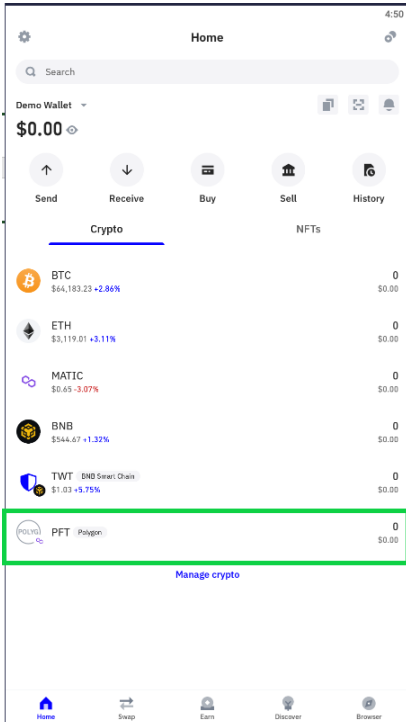 4:50
Home
Search
Demo Wallet
$0.00
Send Receive Buy Sell History
Crypto NFTs
BTC 0
$64,183.23 +2.86% $0.00
ETH 0
$3,119.01 +3.11% $0.00
MATIC 0
$0.65 -3.07% $0.00
BNB 0
$544.67 +1.32% $0.00
TWT BNB Smart Chain 0
$1.03 +5.75% $0.00
POLYG PFT Polygon 0
$0.00
Manage crypto
Home Swap Earn Discover Browser